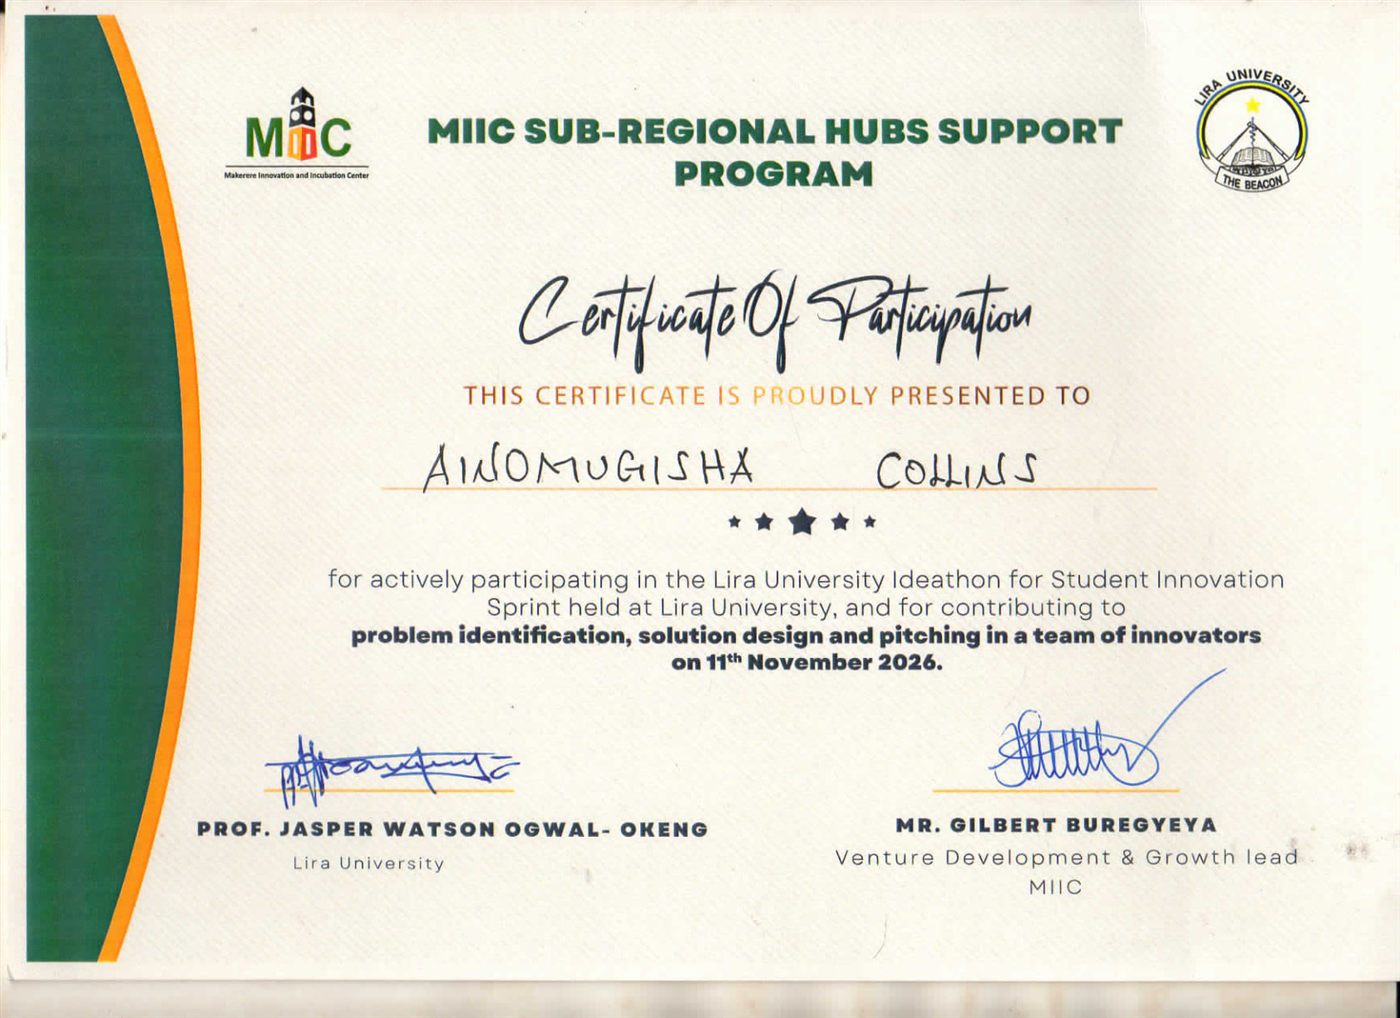 MIIC
Makerere Innovation and Incubation Center
MIIC SUB-REGIONAL HUBS SUPPORT
PROGRAM
LIRA UNIVERSITY
THE BEACON
Certificate Of Participation
THIS CERTIFICATE IS PROUDLY PRESENTED TO
AINOMUGISHA COLLINS
for actively participating in the Lira University Ideathon for Student Innovation
Sprint held at Lira University, and for contributing to
problem identification, solution design and pitching in a team of innovators
on 11th November 2026.
PROF. JASPER WATSON OGWAL- OKENG
Lira University
MR. GILBERT BUREGYEYA
Venture Development & Growth lead
MIIC